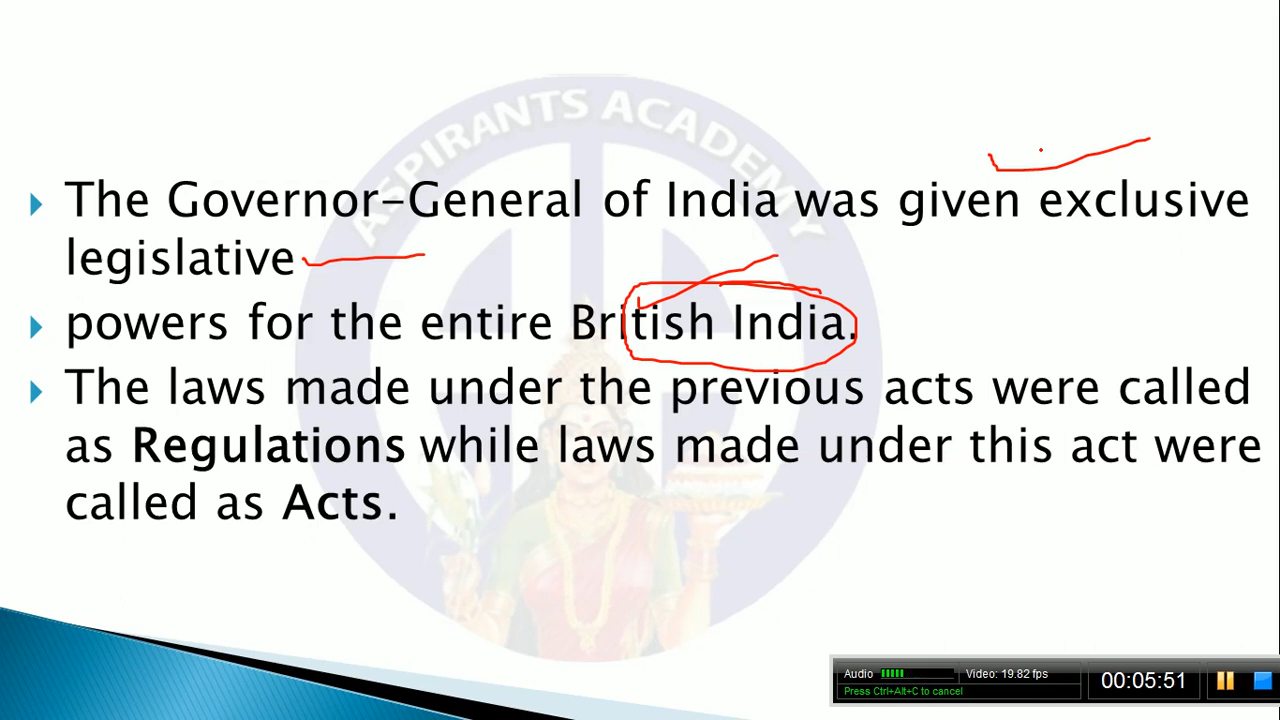 ASPIRANTS ACADEMY
The Governor-General of India was given exclusive
legislative
powers for the entire British India.
The laws made under the previous acts were called
as Regulations while laws made under this act were
called as Acts.
Audio
Video: 19.82 fps
Press Ctrl+Alt+C to cancel
00:05:51